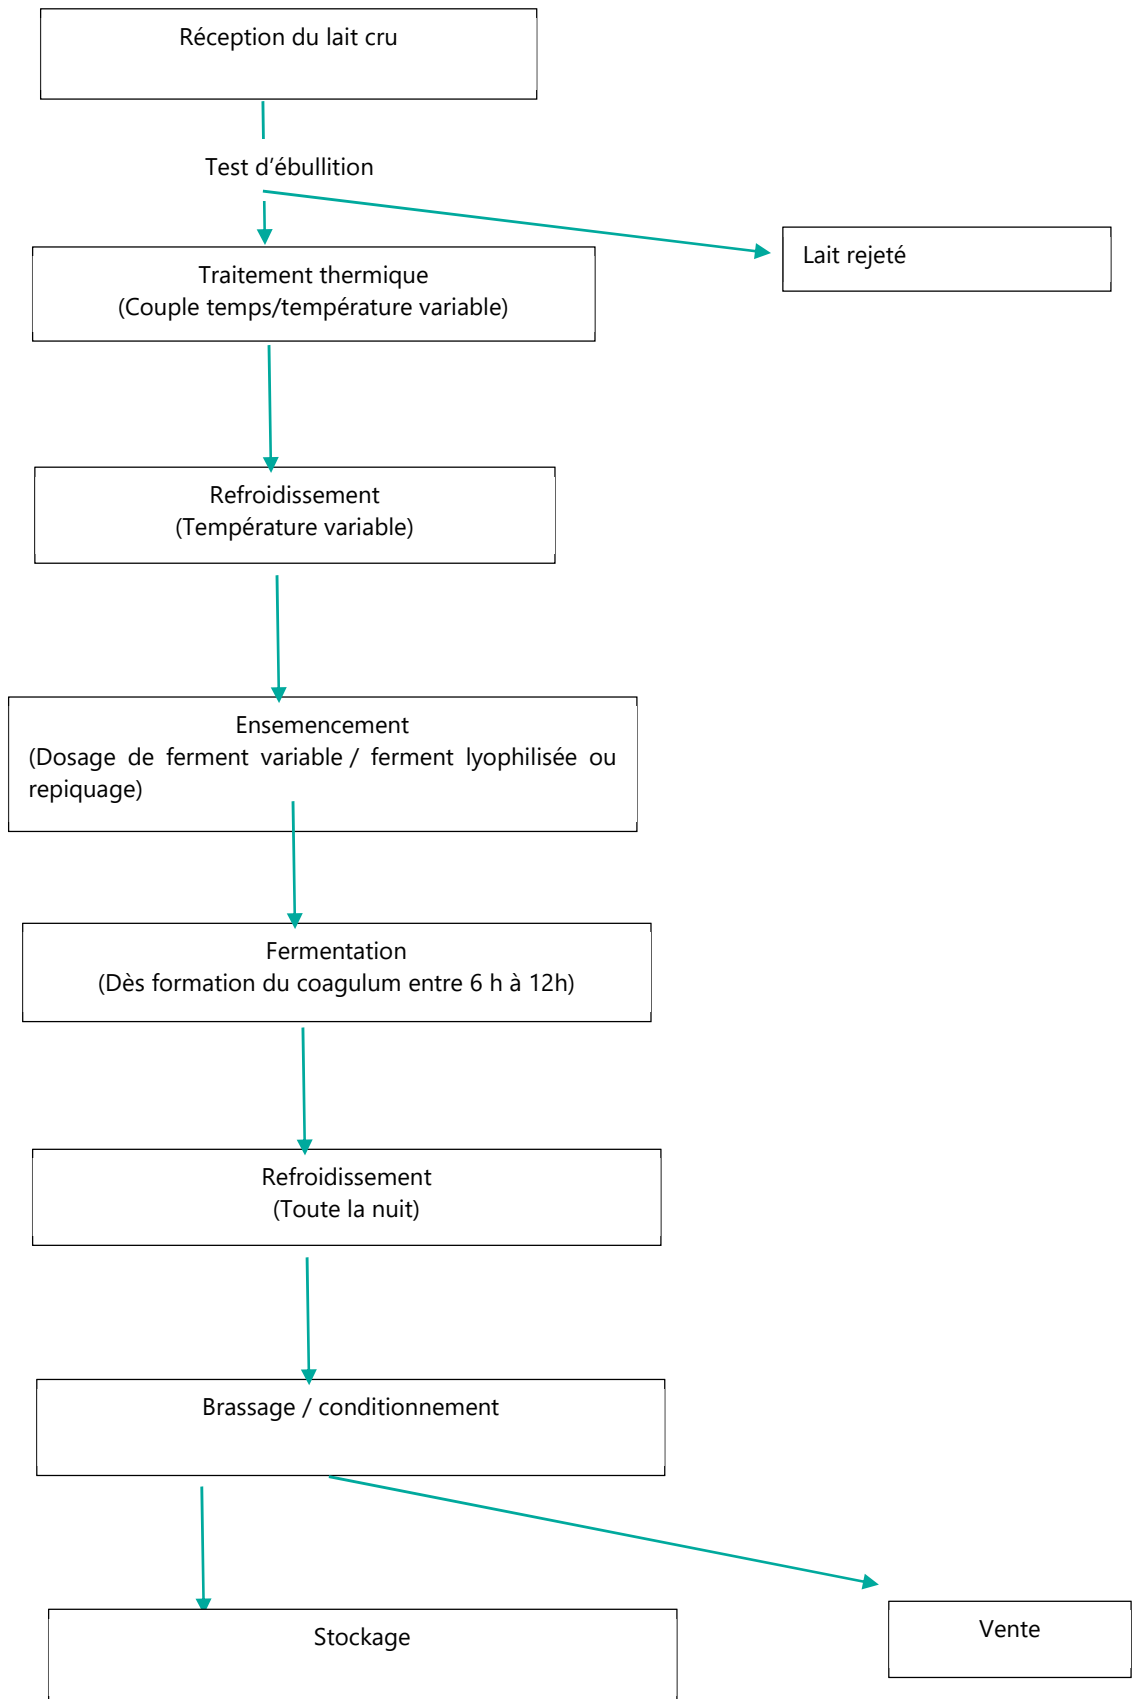 Réception du lait cru
Test d’ébullition
Lait rejeté
Traitement thermique
(Couple temps/température variable)
Refroidissement
(Température variable)
Ensemencement
(Dosage de ferment variable / ferment lyophilisée ou
repiquage)
Fermentation
(Dès formation du coagulum entre 6 h à 12h)
Refroidissement
(Toute la nuit)
Brassage / conditionnement
Stockage
Vente